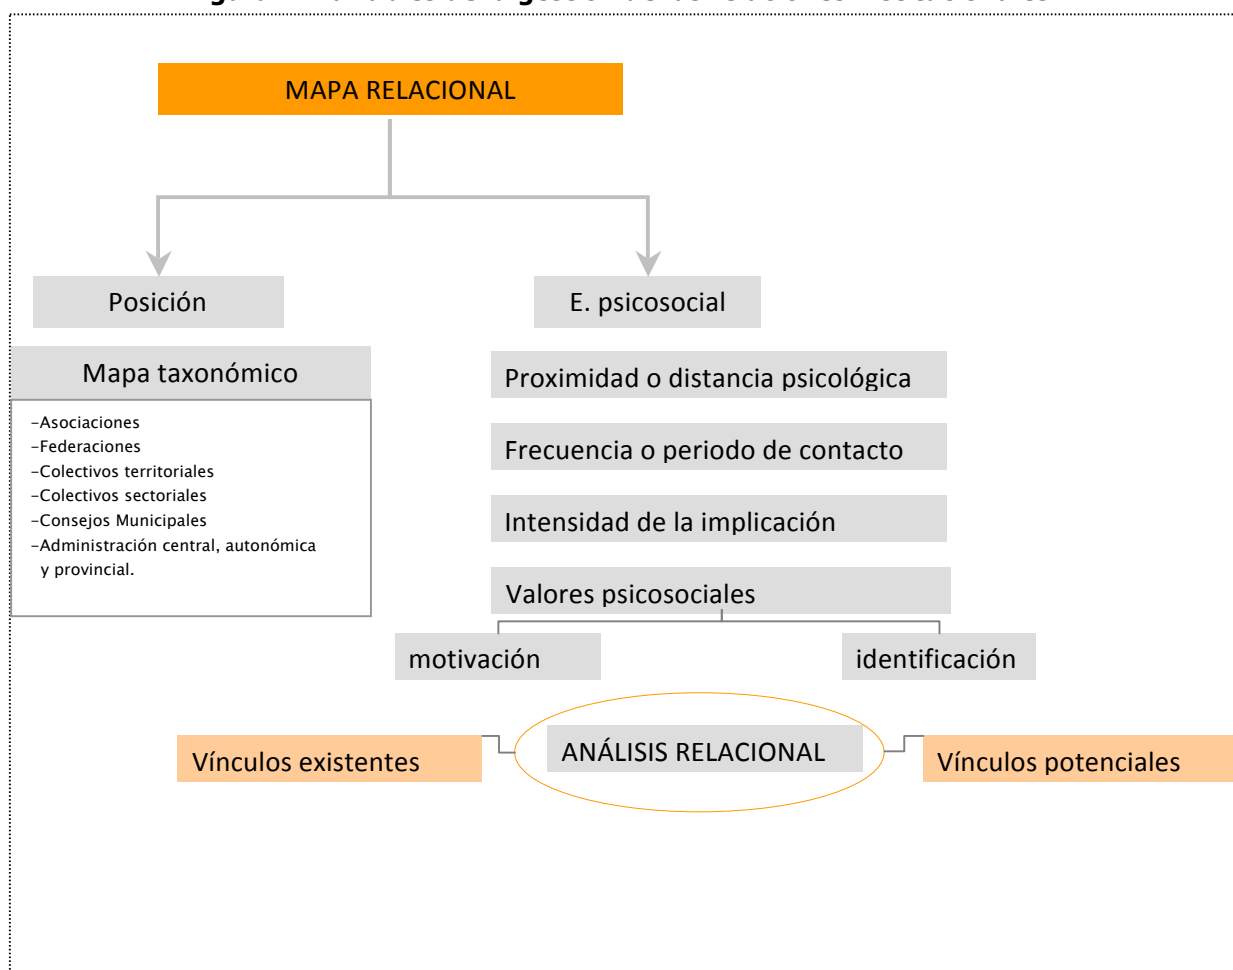 MAPA RELACIONAL
Posición
E. psicosocial
Mapa taxonómico
-Asociaciones
-Federaciones
-Colectivos territoriales
-Colectivos sectoriales
-Consejos Municipales
-Administración central, autonómica
y provincial.
Proximidad o distancia psicológica
Frecuencia o periodo de contacto
Intensidad de la implicación
Valores psicosociales
motivación
identificación
Vínculos existentes
ANÁLISIS RELACIONAL
Vínculos potenciales